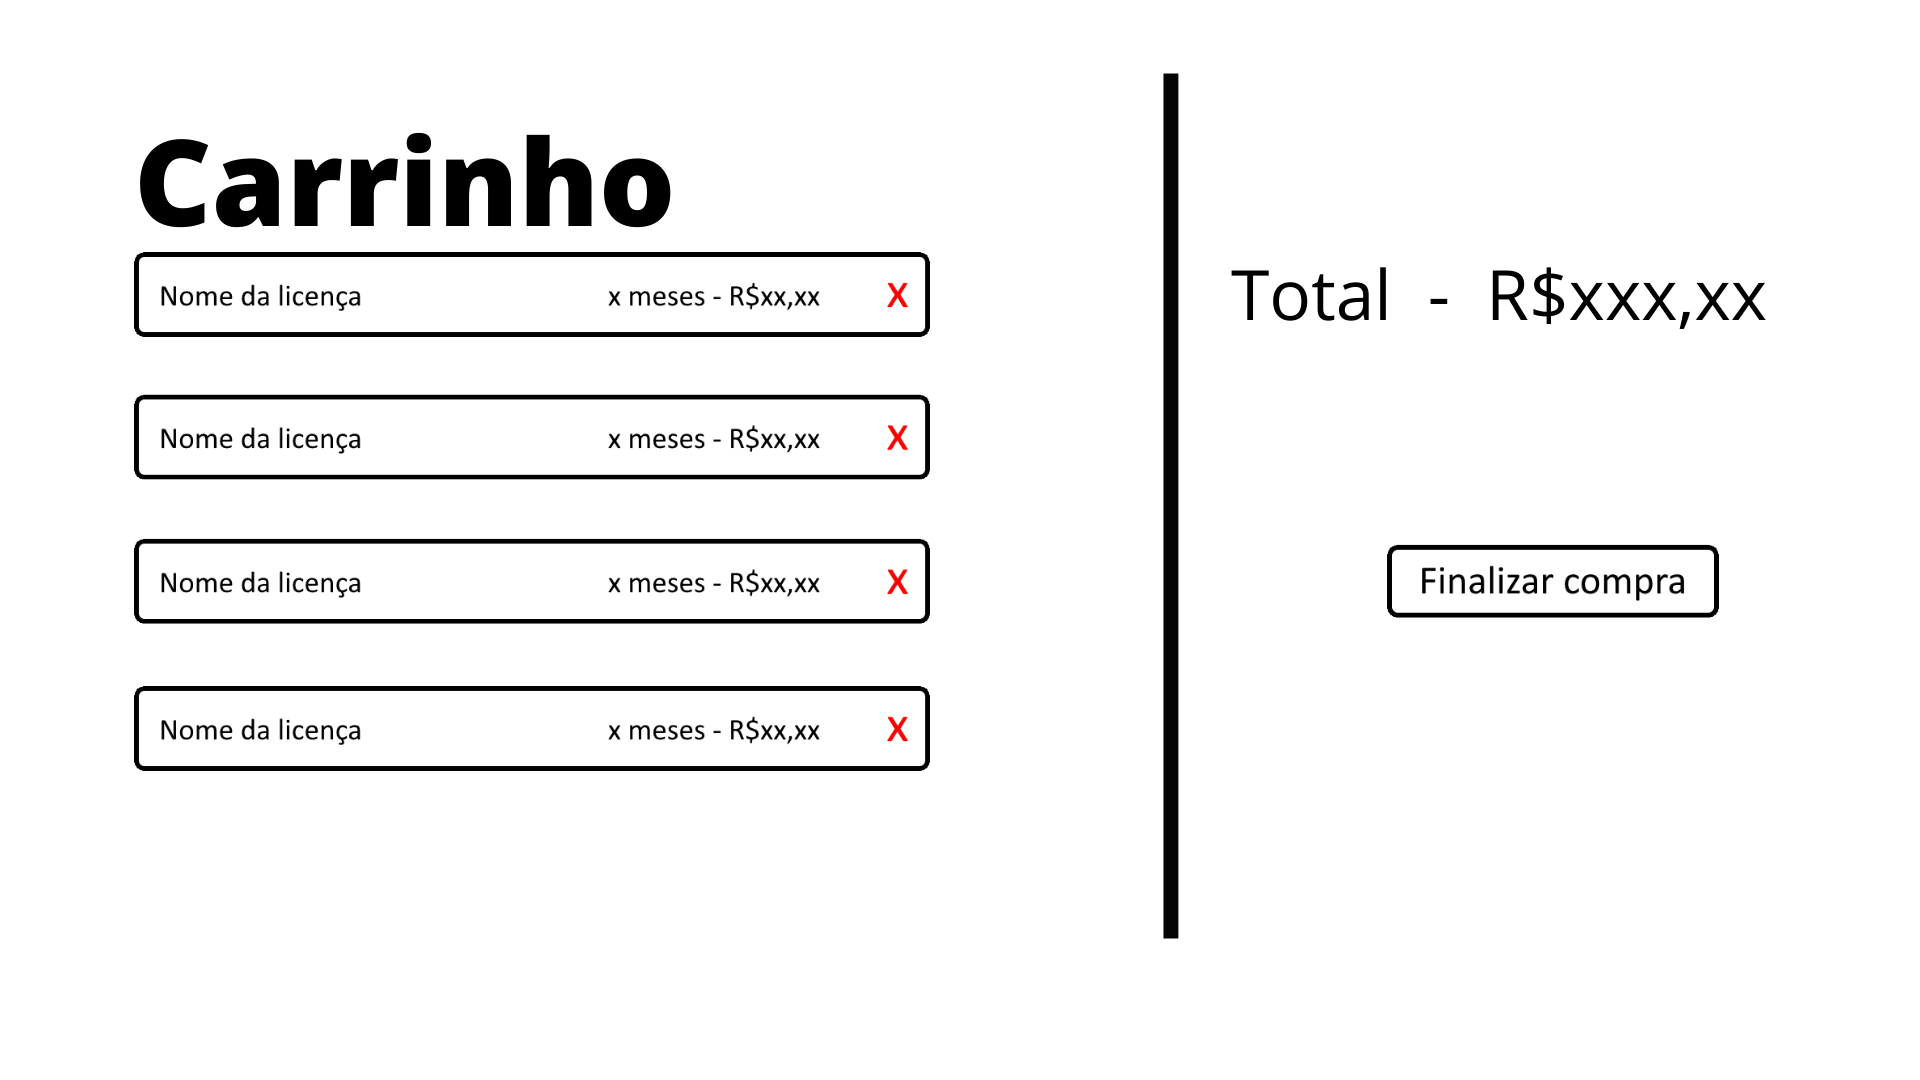 Carrinho
Nome da licença x meses - R$xx,xx X
Nome da licença x meses - R$xx,xx X
Nome da licença x meses - R$xx,xx X
Nome da licença x meses - R$xx,xx X
Total - R$xxx,xx
Finalizar compra